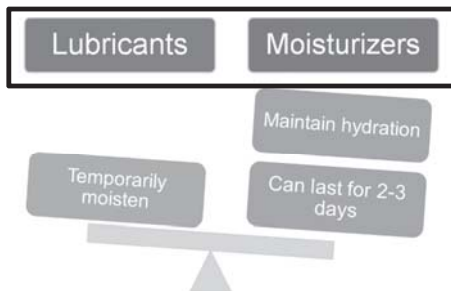 Lubricants
Moisturizers
Maintain hydration
Temporarily
moisten
Can last for 2-3
days